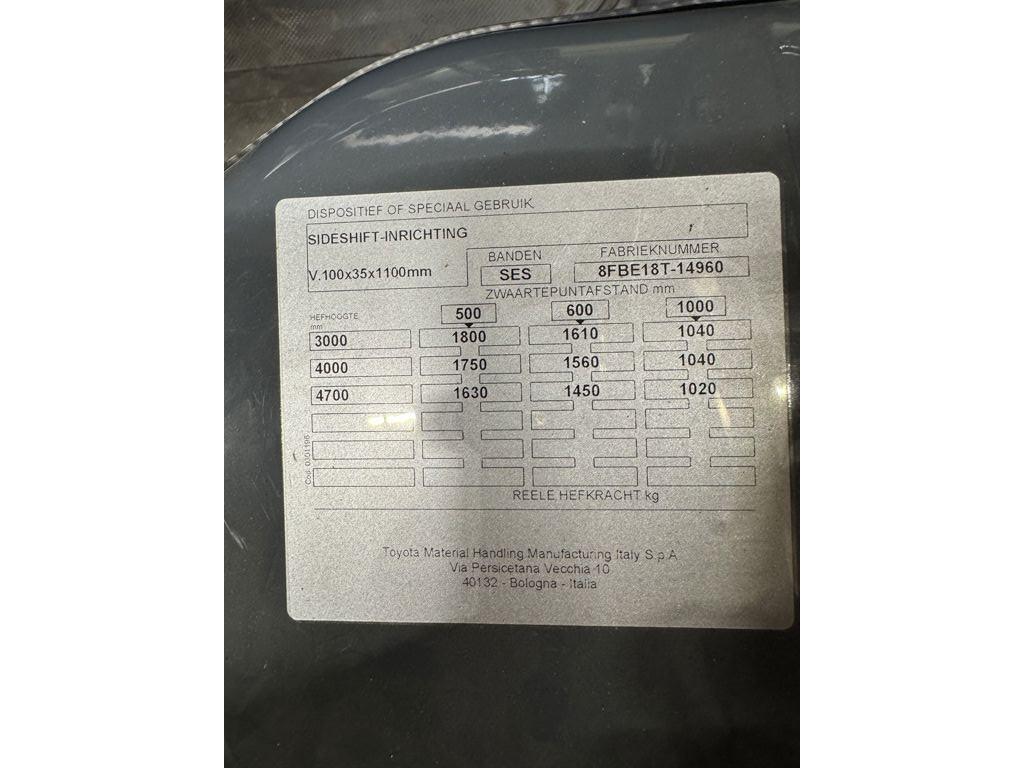 DISPOSITIEF OF SPECIAAL GEBRUIK
SIDESHIFT-INRICHTING
V.100x35x1100mm
BANDEN
SES
FABRIEKNUMMER
8FBE18T-14960
ZWAARTEPUNTAFSTAND mm
HEFHOOGTE
mm
500 600 1000
3000 1800 1610 1040
4000 1750 1560 1040
4700 1630 1450 1020
REELE HEFKRACHT kg
Toyota Material Handling Manufacturing Italy S.p.A
Via Persicetana Vecchia 10
40132 - Bologna - Italia